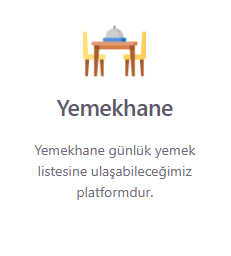 Yemekhane
Yemekhane günlük yemek
listesine ulaşabileceğimiz
platformdur.